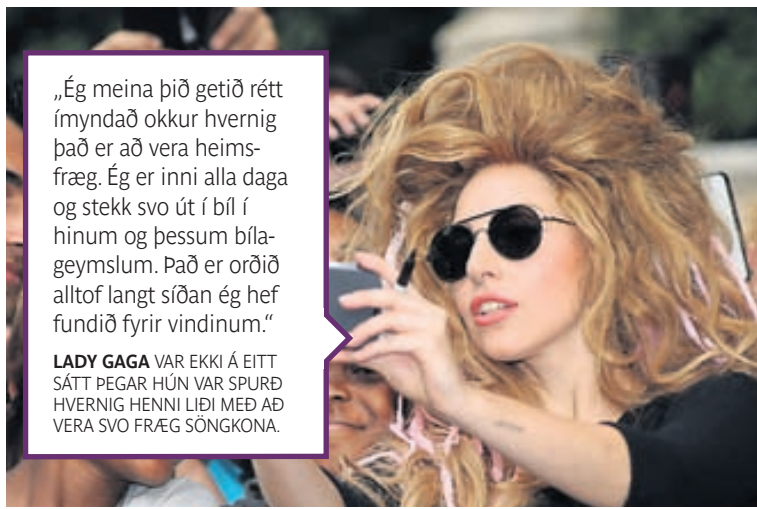 „Ég meina þið getið rétt
ímyndað okkur hvernig
það er að vera heims-
fræg. Ég er inni alla daga
og stekk svo út í bíl í
hinum og þessum bíla-
geymslum. Það er orðið
alltof langt síðan ég hef
fundið fyrir vindinum.“
LADY GAGA VAR EKKI Á EITT
SÁTT ÞEGAR HÚN VAR SPURÐ
HVERNIG HENNI LIÐI MEÐ AÐ
VERA SVO FRÆG SÖNGKONA.